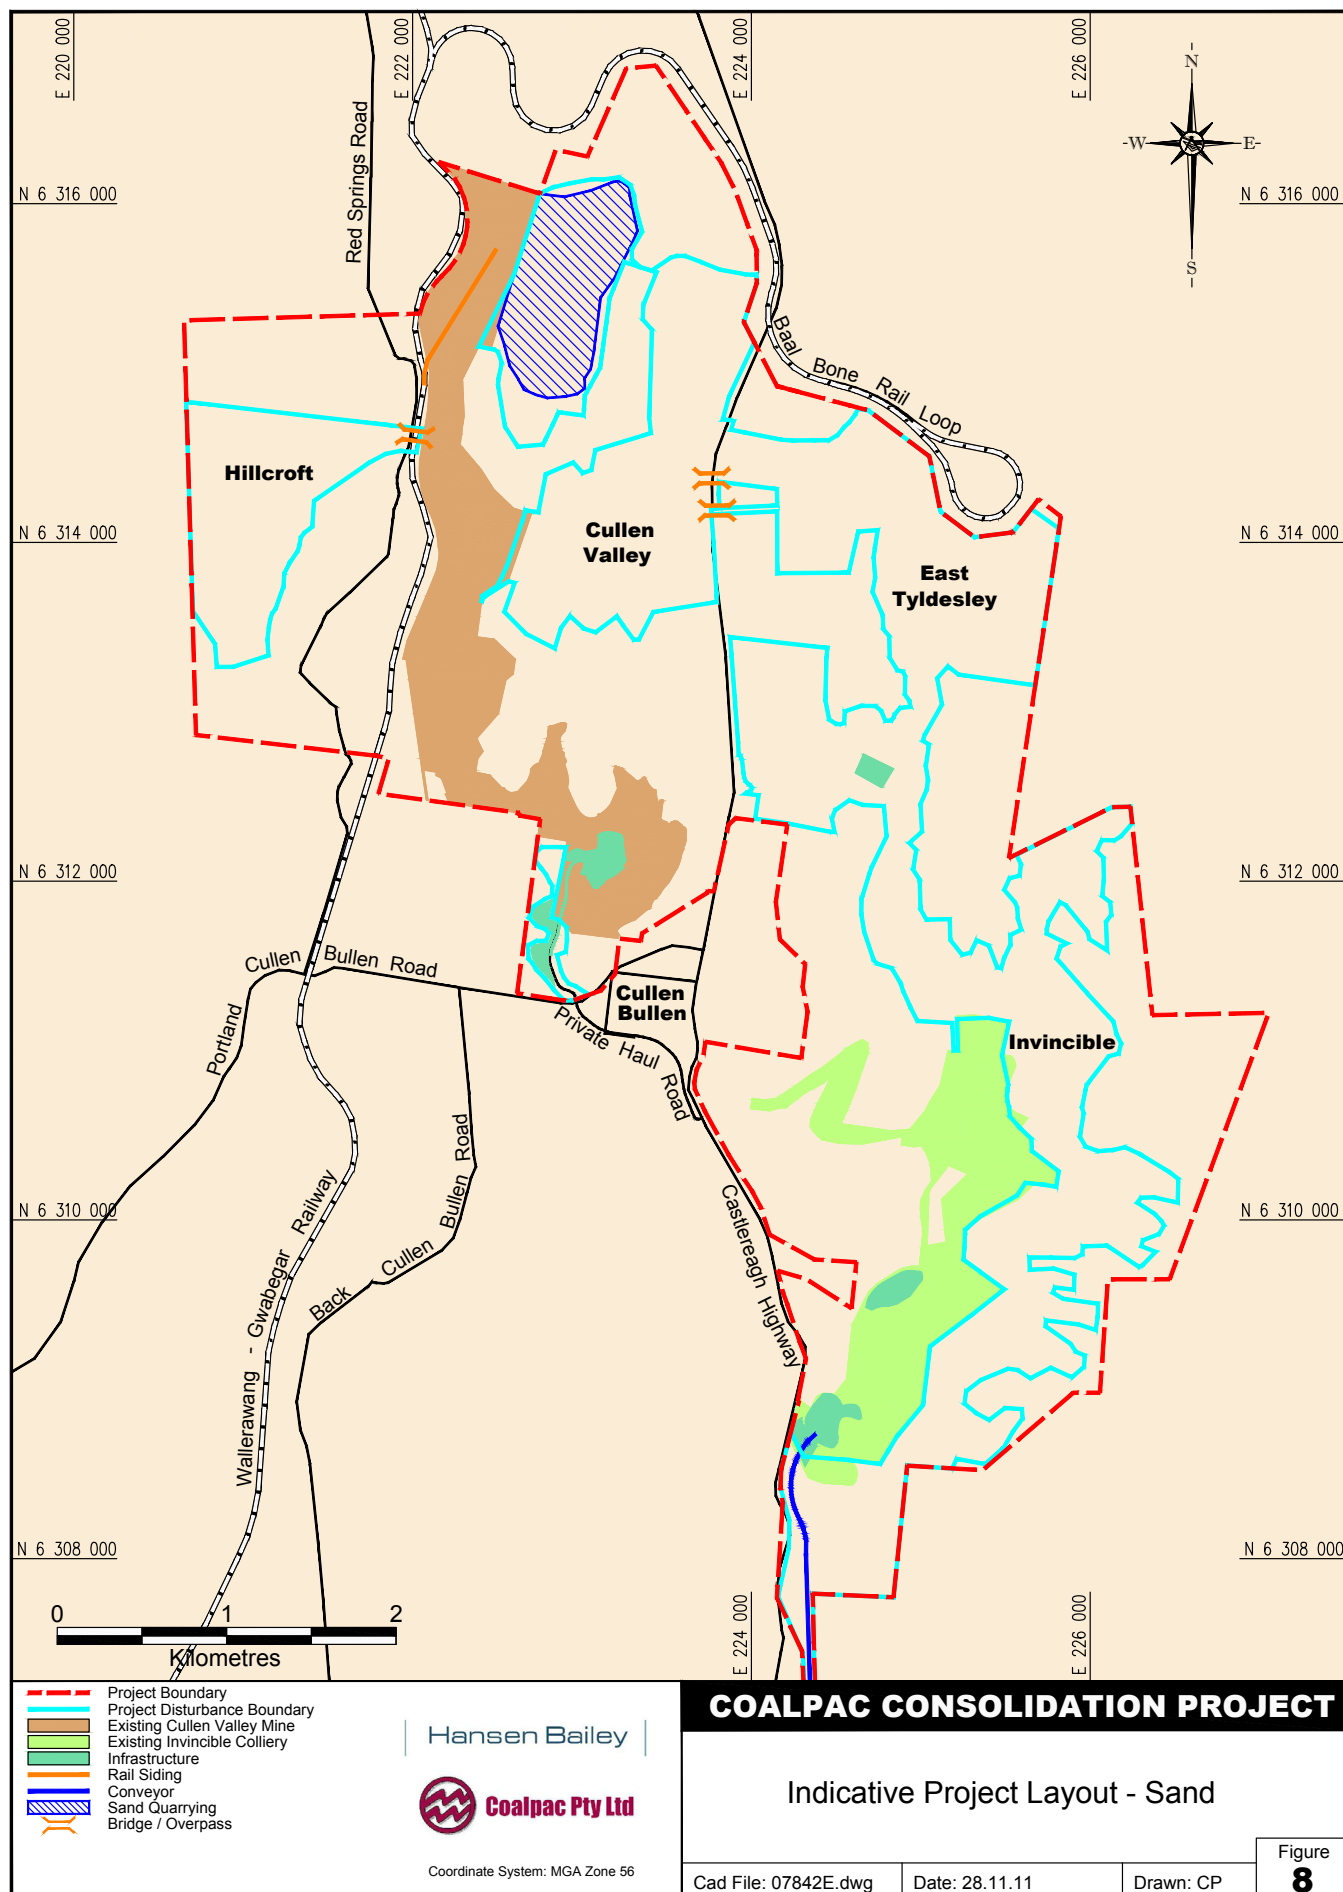 E 220 000
E 222 000
E 224 000
E 226 000
N
-W-
E-
S
N 6 316 000
N 6 316 000
Red Springs Road
Baal Bone Rail Loop
Hillcroft
Cullen
Valley
N 6 314 000
N 6 314 000
East
Tyldesley
N 6 312 000
N 6 312 000
Portland Cullen Bullen Road
Cullen
Bullen
Private Haul Road
Invincible
Back Cullen Bullen Road
N 6 310 000
N 6 310 000
Castlereagh Highway
Wallerawang - Gwabegar Railway
N 6 308 000
N 6 308 000
E 224 000
E 226 000
0 1 2
Kilometres
Project Boundary
Project Disturbance Boundary
Existing Cullen Valley Mine
Existing Invincible Colliery
Infrastructure
Rail Siding
Conveyor
Sand Quarrying
Bridge / Overpass
Hansen Bailey
Coalpac Pty Ltd
Coordinate System: MGA Zone 56
COALPAC CONSOLIDATION PROJECT
Indicative Project Layout - Sand
Cad File: 07842E.dwg
Date: 28.11.11
Drawn: CP
Figure
8